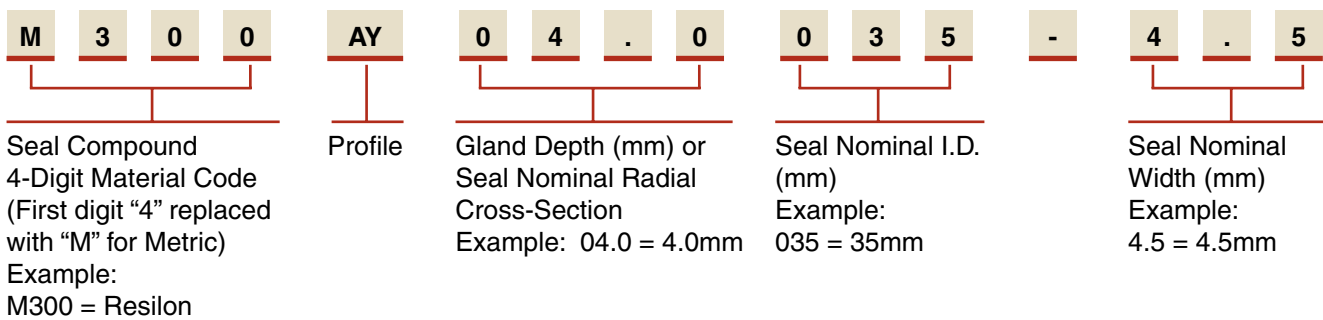 M 3 0 0 AY 0 4 . 0 0 3 5 - 4 . 5
Seal Compound
4-Digit Material Code
(First digit “4” replaced
with “M” for Metric)
Example:
M300 = Resilon
Profile
Gland Depth (mm) or
Seal Nominal Radial
Cross-Section
Example: 04.0 = 4.0mm
Seal Nominal I.D.
(mm)
Example:
035 = 35mm
Seal Nominal
Width (mm)
Example:
4.5 = 4.5mm